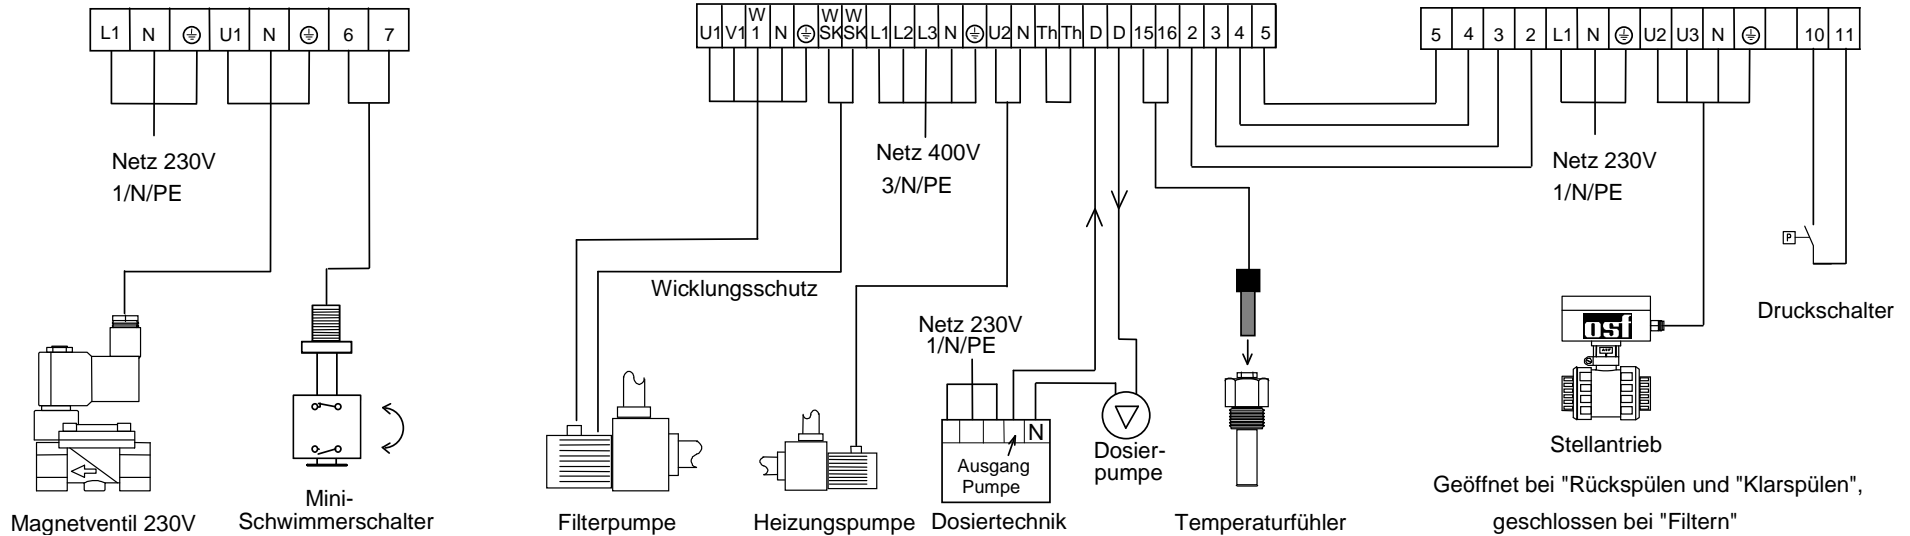 L1 N U1 N 6 7
U1 V1 W 1 N W SK W SK L1 L2 L3 N U2 N Th Th D D 15 16 2 3 4 5
5 4 3 2 L1 N U2 U3 N 10 11
Netz 230V
1/N/PE
Netz 400V
3/N/PE
Netz 230V
1/N/PE
P
Wicklungsschutz
Netz 230V
1/N/PE
osf
Druckschalter
N
Ausgang
Pumpe
Dosier-
pumpe
Stellantrieb
Geöffnet bei "Rückspülen und "Klarspülen",
geschlossen bei "Filtern"
Magnetventil 230V
Mini-
Schwimmerschalter
Filterpumpe
Heizungspumpe
Dosiertechnik
Temperaturfühler